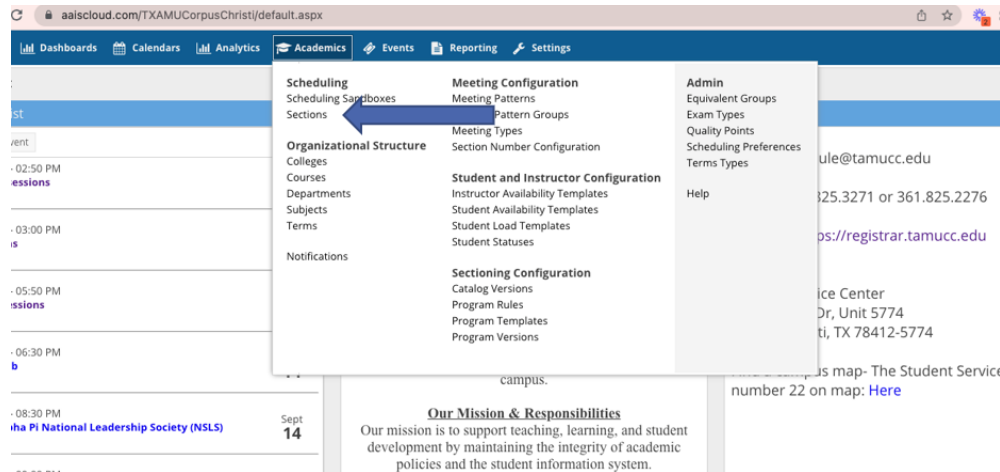 aaiscloud.com/TXAMUCorpusChristi/default.aspx
2
Dashboards Calendars Analytics Academics Events Reporting Settings
Scheduling
Scheduling Sandboxes
Sections
Organizational Structure
Colleges
Courses
Departments
Subjects
Terms
Notifications
Meeting Configuration
Meeting Patterns
Pattern Groups
Meeting Types
Section Number Configuration
Student and Instructor Configuration
Instructor Availability Templates
Student Availability Templates
Student Load Templates
Student Statuses
Sectioning Configuration
Catalog Versions
Program Rules
Program Templates
Program Versions
Admin
Equivalent Groups
Exam Types
Quality Points
Scheduling Preferences
Terms Types
Help
- 02:50 PM
essions
- 03:00 PM
- 05:50 PM
essions
- 06:30 PM
- 08:30 PM
pha Pi National Leadership Society (NSLS)
Sept
14
campus.
Our Mission & Responsibilities
Our mission is to support teaching, learning, and student
development by maintaining the integrity of academic
policies and the student information system.
ule@tamucc.edu
825.3271 or 361.825.2276
ps://registrar.tamucc.edu
ice Center
Dr, Unit 5774
ti, TX 78412-5774
campus map- The Student Service
number 22 on map: Here